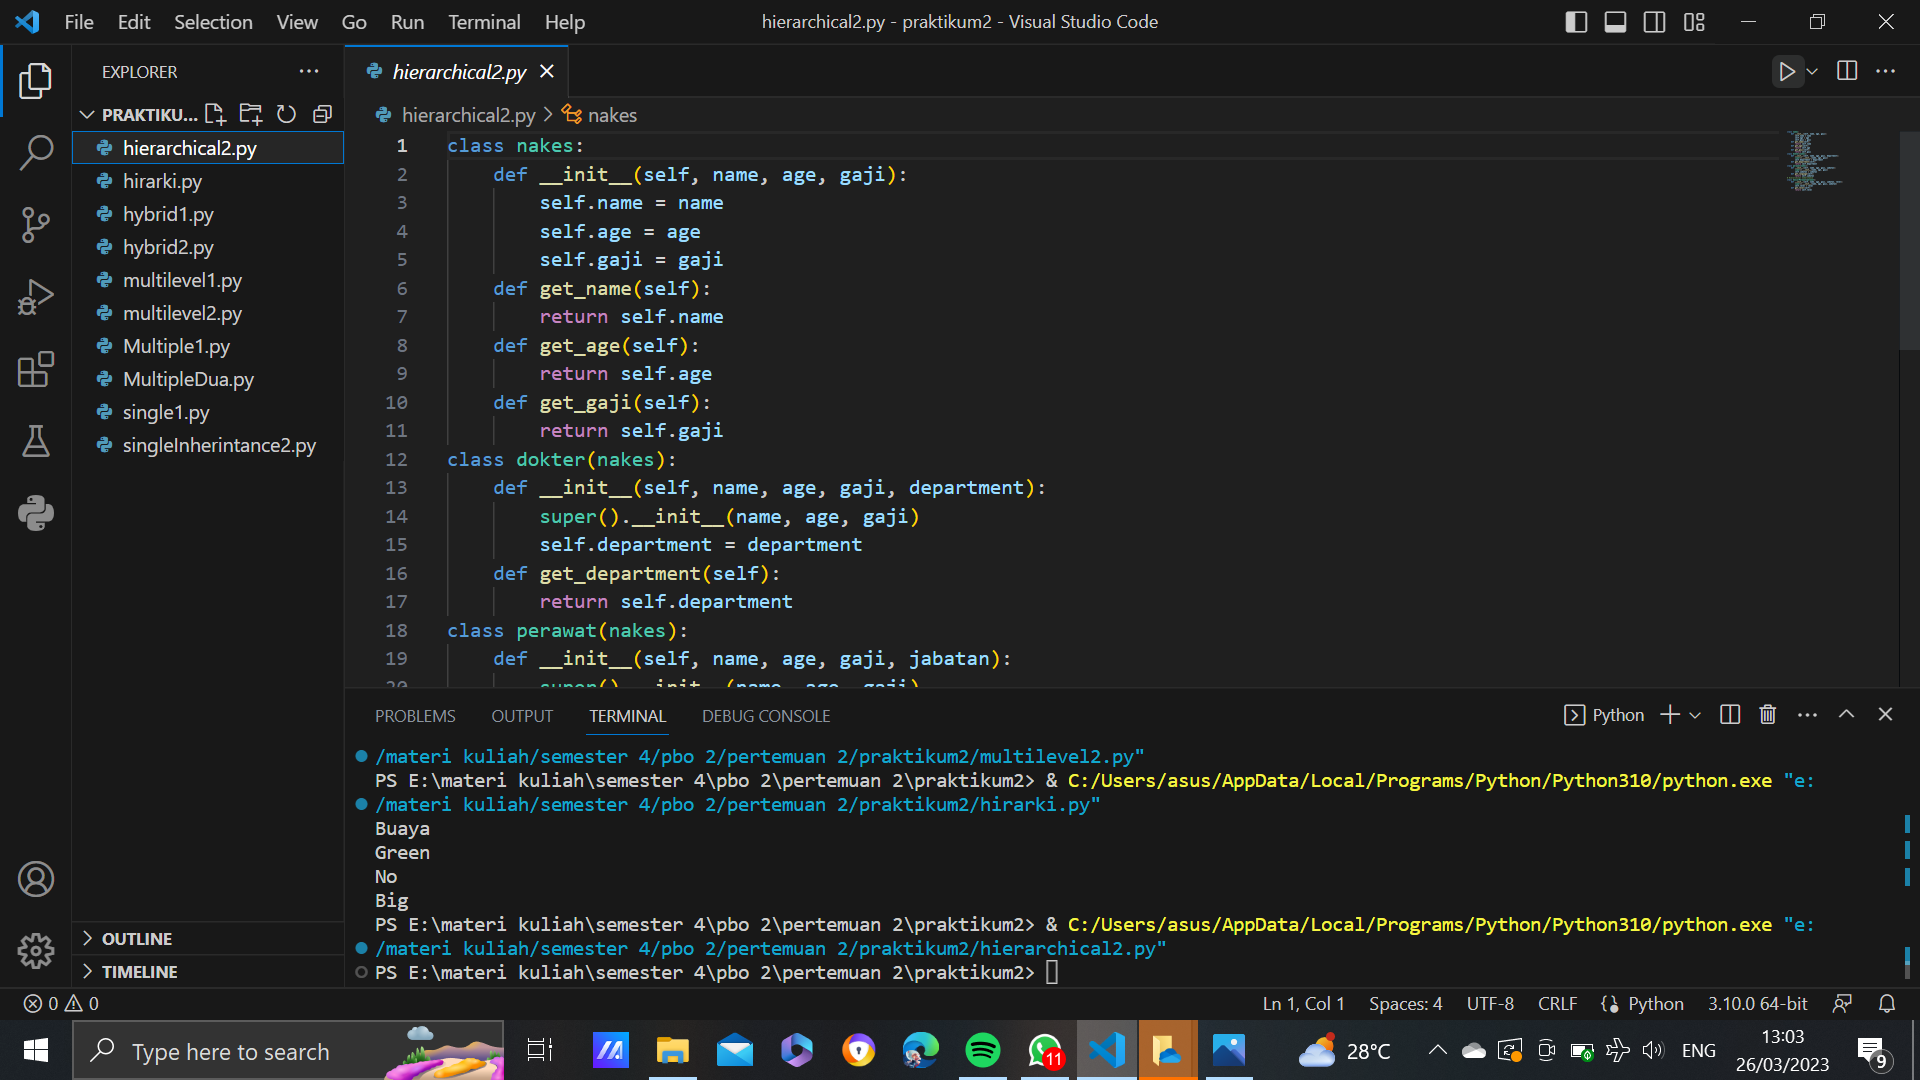 File Edit Selection View Go Run Terminal Help
hierarchical2.py - praktikum2 - Visual Studio Code
EXPLORER
PRAKTIKU...
hierarchical2.py
hirarki.py
hybrid1.py
hybrid2.py
multilevel1.py
multilevel2.py
Multiple1.py
MultipleDua.py
single1.py
singleInherintance2.py
OUTLINE
TIMELINE
hierarchical2.py
hierarchical2.py > nakes
1 class nakes:
2 def __init__(self, name, age, gaji):
3 self.name = name
4 self.age = age
5 self.gaji = gaji
6 def get_name(self):
7 return self.name
8 def get_age(self):
9 return self.age
10 def get_gaji(self):
11 return self.gaji
12 class dokter(nakes):
13 def __init__(self, name, age, gaji, department):
14 super().__init__(name, age, gaji)
15 self.department = department
16 def get_department(self):
17 return self.department
18 class perawat(nakes):
19 def __init__(self, name, age, gaji, jabatan):
20 super().__init__(name, age, gaji)
PROBLEMS OUTPUT TERMINAL DEBUG CONSOLE
Python
/materi kuliah/semester 4/pbo 2/pertemuan 2/praktikum2/multilevel2.py"
PS E:\materi kuliah\semester 4\pbo 2\pertemuan 2\praktikum2> & C:/Users/asus/AppData/Local/Programs/Python/Python310/python.exe "e:
/materi kuliah/semester 4/pbo 2/pertemuan 2/praktikum2/hirarki.py"
Buaya
Green
No
Big
PS E:\materi kuliah\semester 4\pbo 2\pertemuan 2\praktikum2> & C:/Users/asus/AppData/Local/Programs/Python/Python310/python.exe "e:
/materi kuliah/semester 4/pbo 2/pertemuan 2/praktikum2/hierarchical2.py"
PS E:\materi kuliah\semester 4\pbo 2\pertemuan 2\praktikum2>
0 0
Ln 1, Col 1 Spaces: 4 UTF-8 CRLF Python 3.10.0 64-bit
Type here to search
11
28°C
ENG
13:03
26/03/2023
9